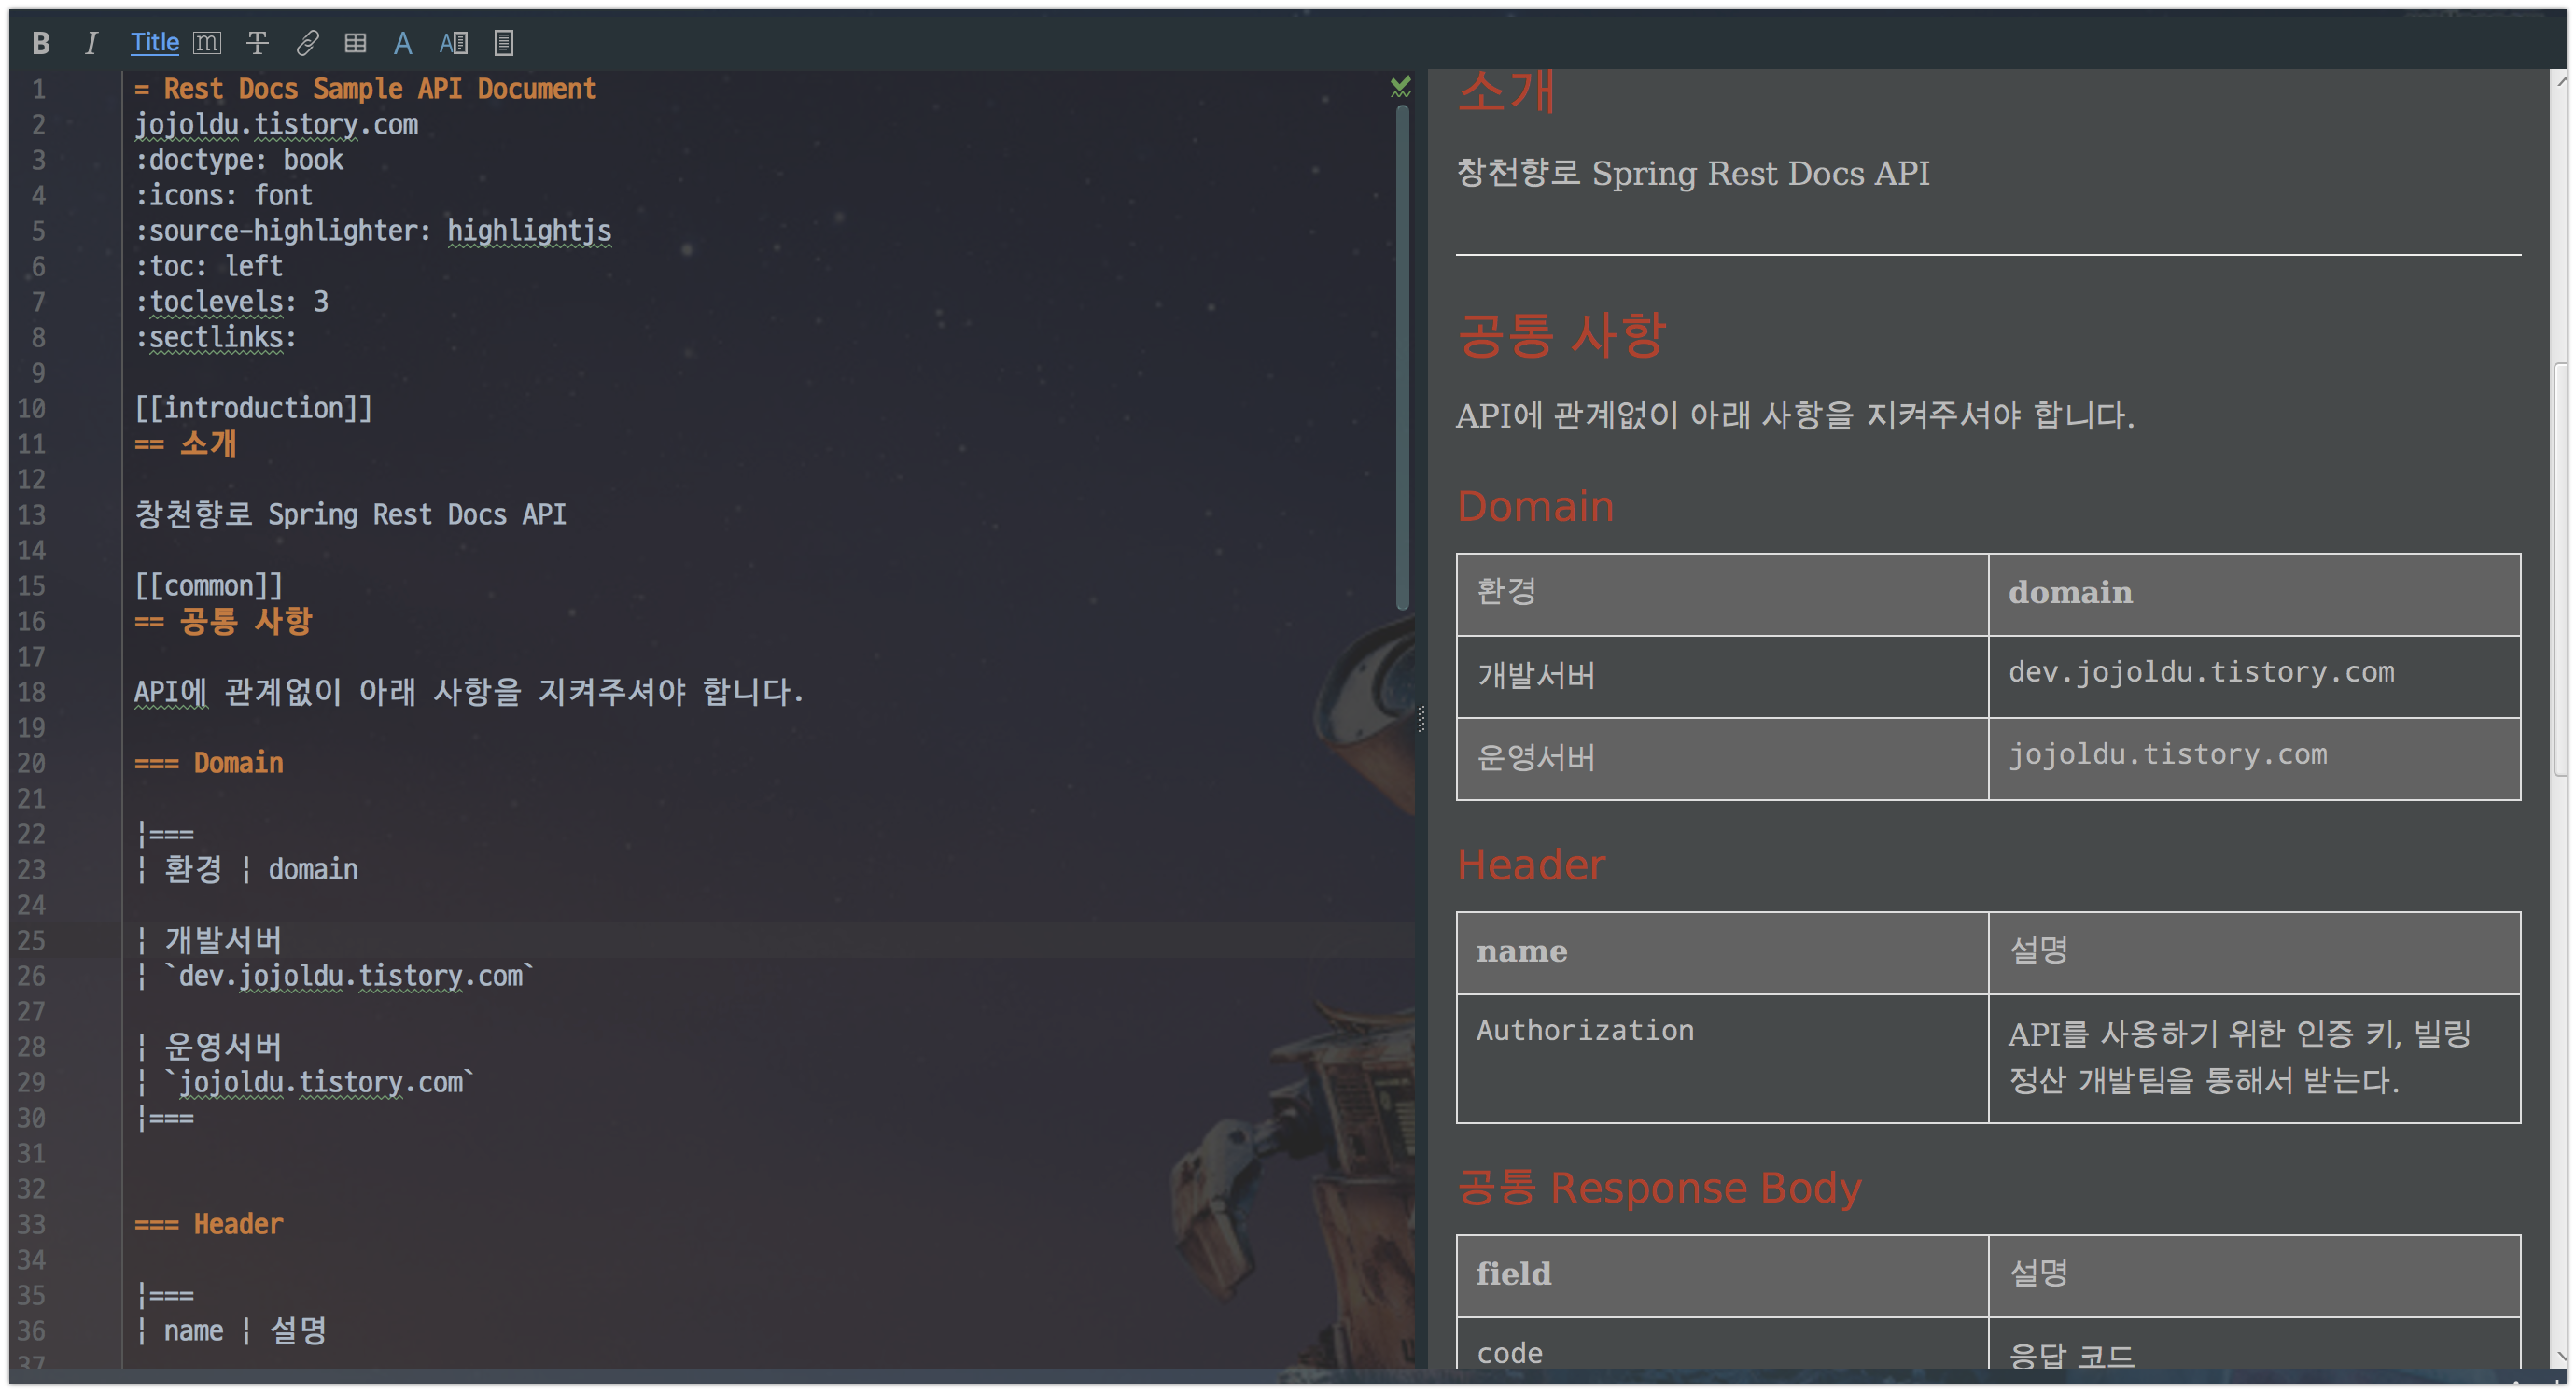 B I Title m T A A
1 = Rest Docs Sample API Document
2 jojoldu.tistory.com
3 :doctype: book
4 :icons: font
5 :source-highlighter: highlightjs
6 :toc: left
7 :toclevels: 3
8 :sectlinks:
9
10 [[introduction]]
11 == 소개
12
13 창천향로 Spring Rest Docs API
14
15 [[common]]
16 == 공통 사항
17
18 API에 관계없이 아래 사항을 지켜주셔야 합니다.
19
20 === Domain
21
22 |===
23 | 환경 | domain
24
25 | 개발서버
26 | `dev.jojoldu.tistory.com`
27
28 | 운영서버
29 | `jojoldu.tistory.com`
30 |===
31
32
33 === Header
34
35 |===
36 | name | 설명
37
소개
창천향로 Spring Rest Docs API
공통 사항
API에 관계없이 아래 사항을 지켜주셔야 합니다.
Domain
환경 domain
개발서버 dev.jojoldu.tistory.com
운영서버 jojoldu.tistory.com
Header
name 설명
Authorization API를 사용하기 위한 인증 키, 빌링
정산 개발팀을 통해서 받는다.
공통 Response Body
field 설명
code 응답 코드